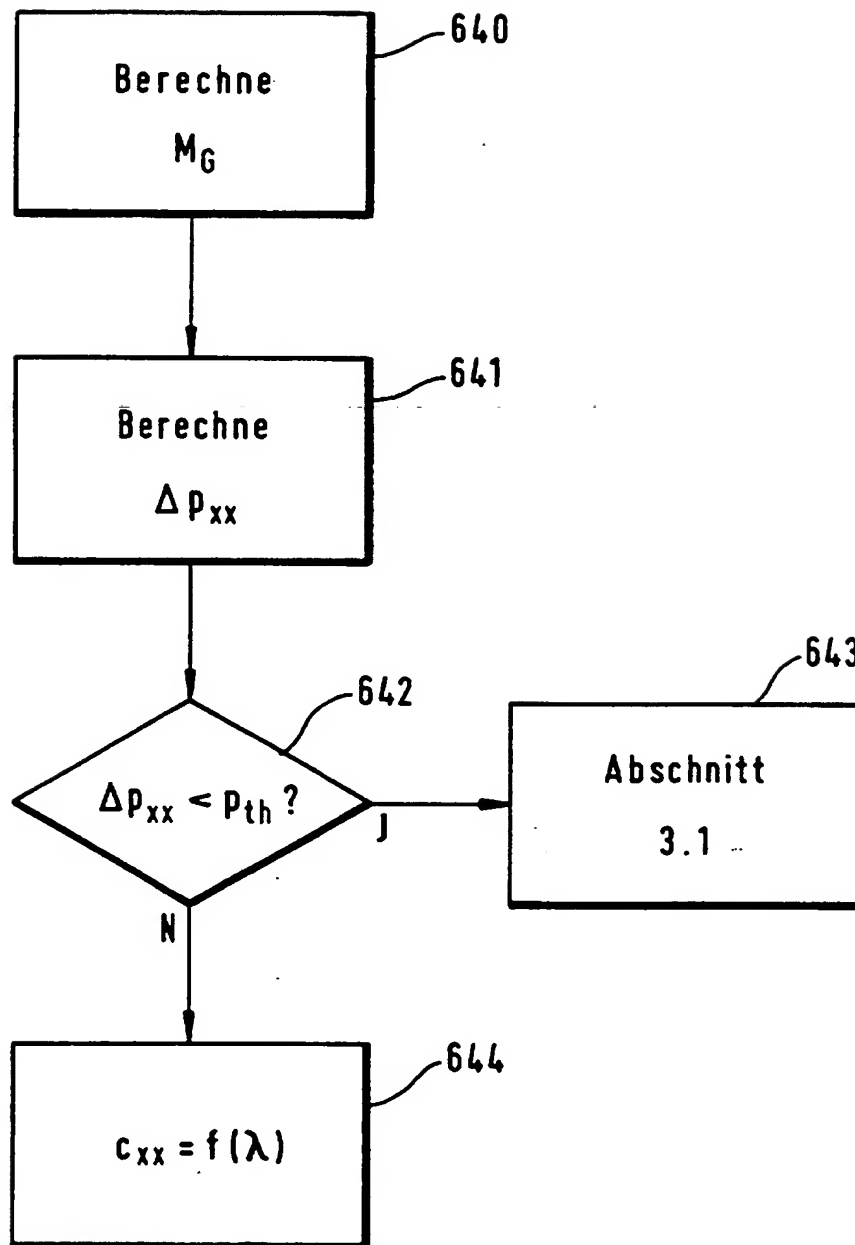 640
Berechne
M_G
641
Berechne
Δp_xx
642
Δp_xx < p_th ?
J
643
Abschnitt
3.1
N
644
c_xx = f(λ)